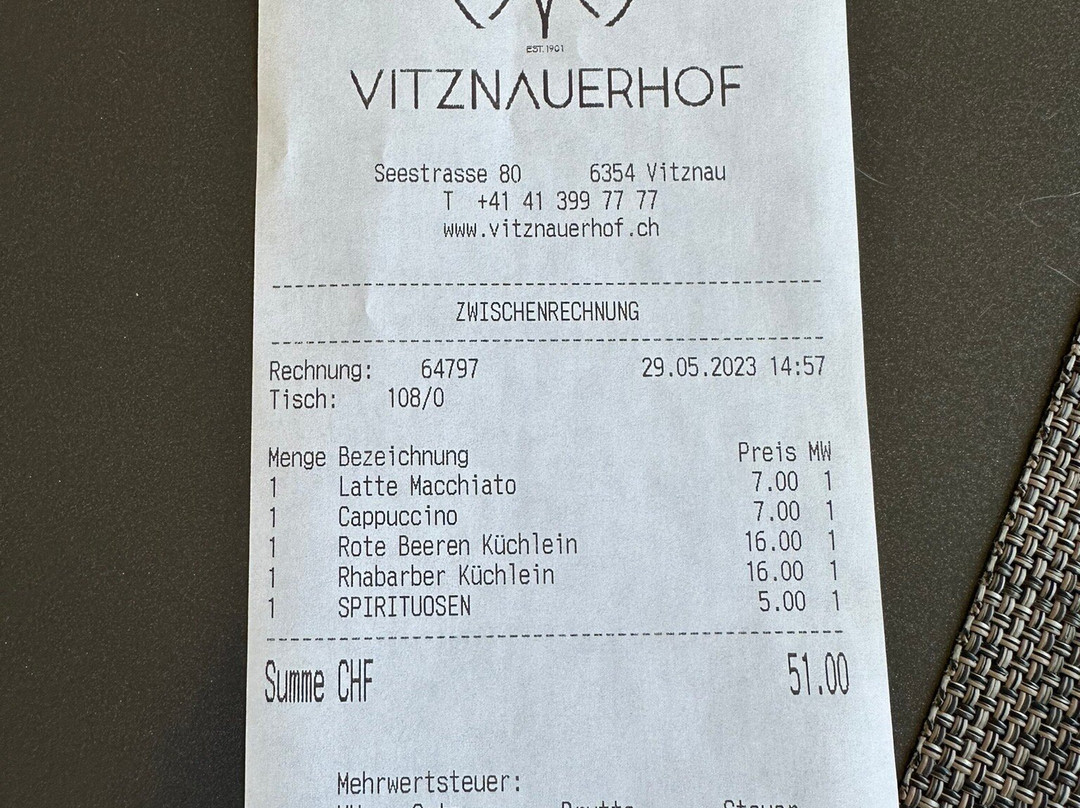 EST. 1901
VITZNAUERHOF
Seestrasse 80 6354 Vitznau
T +41 41 399 77 77
www.vitznauerhof.ch
ZWISCHENRECHNUNG
Rechnung: 64797 29.05.2023 14:57
Tisch: 108/0
Menge Bezeichnung Preis MW
1 Latte Macchiato 7.00 1
1 Cappuccino 7.00 1
1 Rote Beeren Küchlein 16.00 1
1 Rhabarber Küchlein 16.00 1
1 SPIRITUOSEN 5.00 1
Summe CHF 51.00
Mehrwertsteuer: